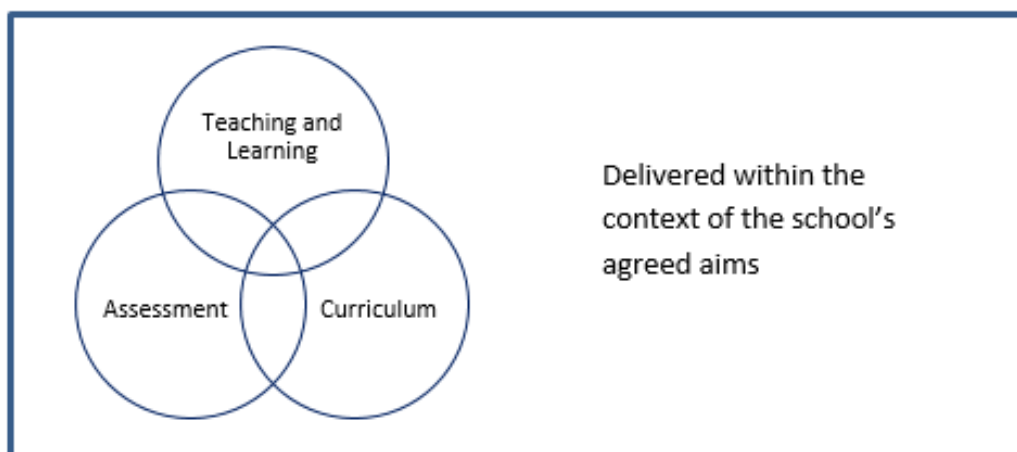 Teaching and
Learning
Assessment
Curriculum
Delivered within the
context of the school's
agreed aims